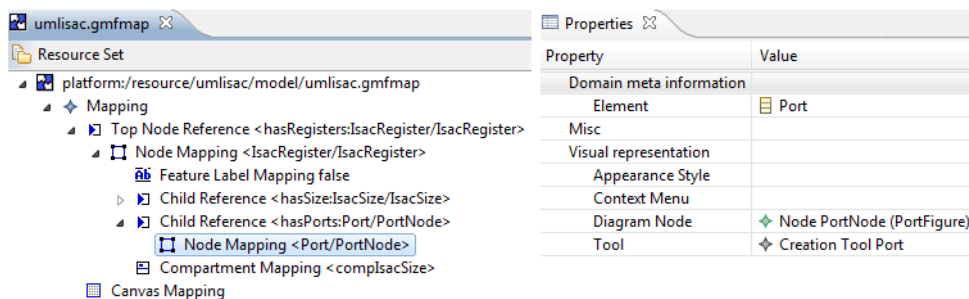 umlisac.gmfmap
Resource Set
platform:/resource/umlisac/model/umlisac.gmfmap
Mapping
Top Node Reference <hasRegisters:IsacRegister/IsacRegister>
Node Mapping <IsacRegister/IsacRegister>
Feature Label Mapping false
Child Reference <hasSize:IsacSize/IsacSize>
Child Reference <hasPorts:Port/PortNode>
Node Mapping <Port/PortNode>
Compartment Mapping <compIsacSize>
Canvas Mapping
Properties
Property Value
Domain meta information
Element Port
Misc
Visual representation
Appearance Style
Context Menu
Diagram Node Node PortNode (PortFigure)
Tool Creation Tool Port